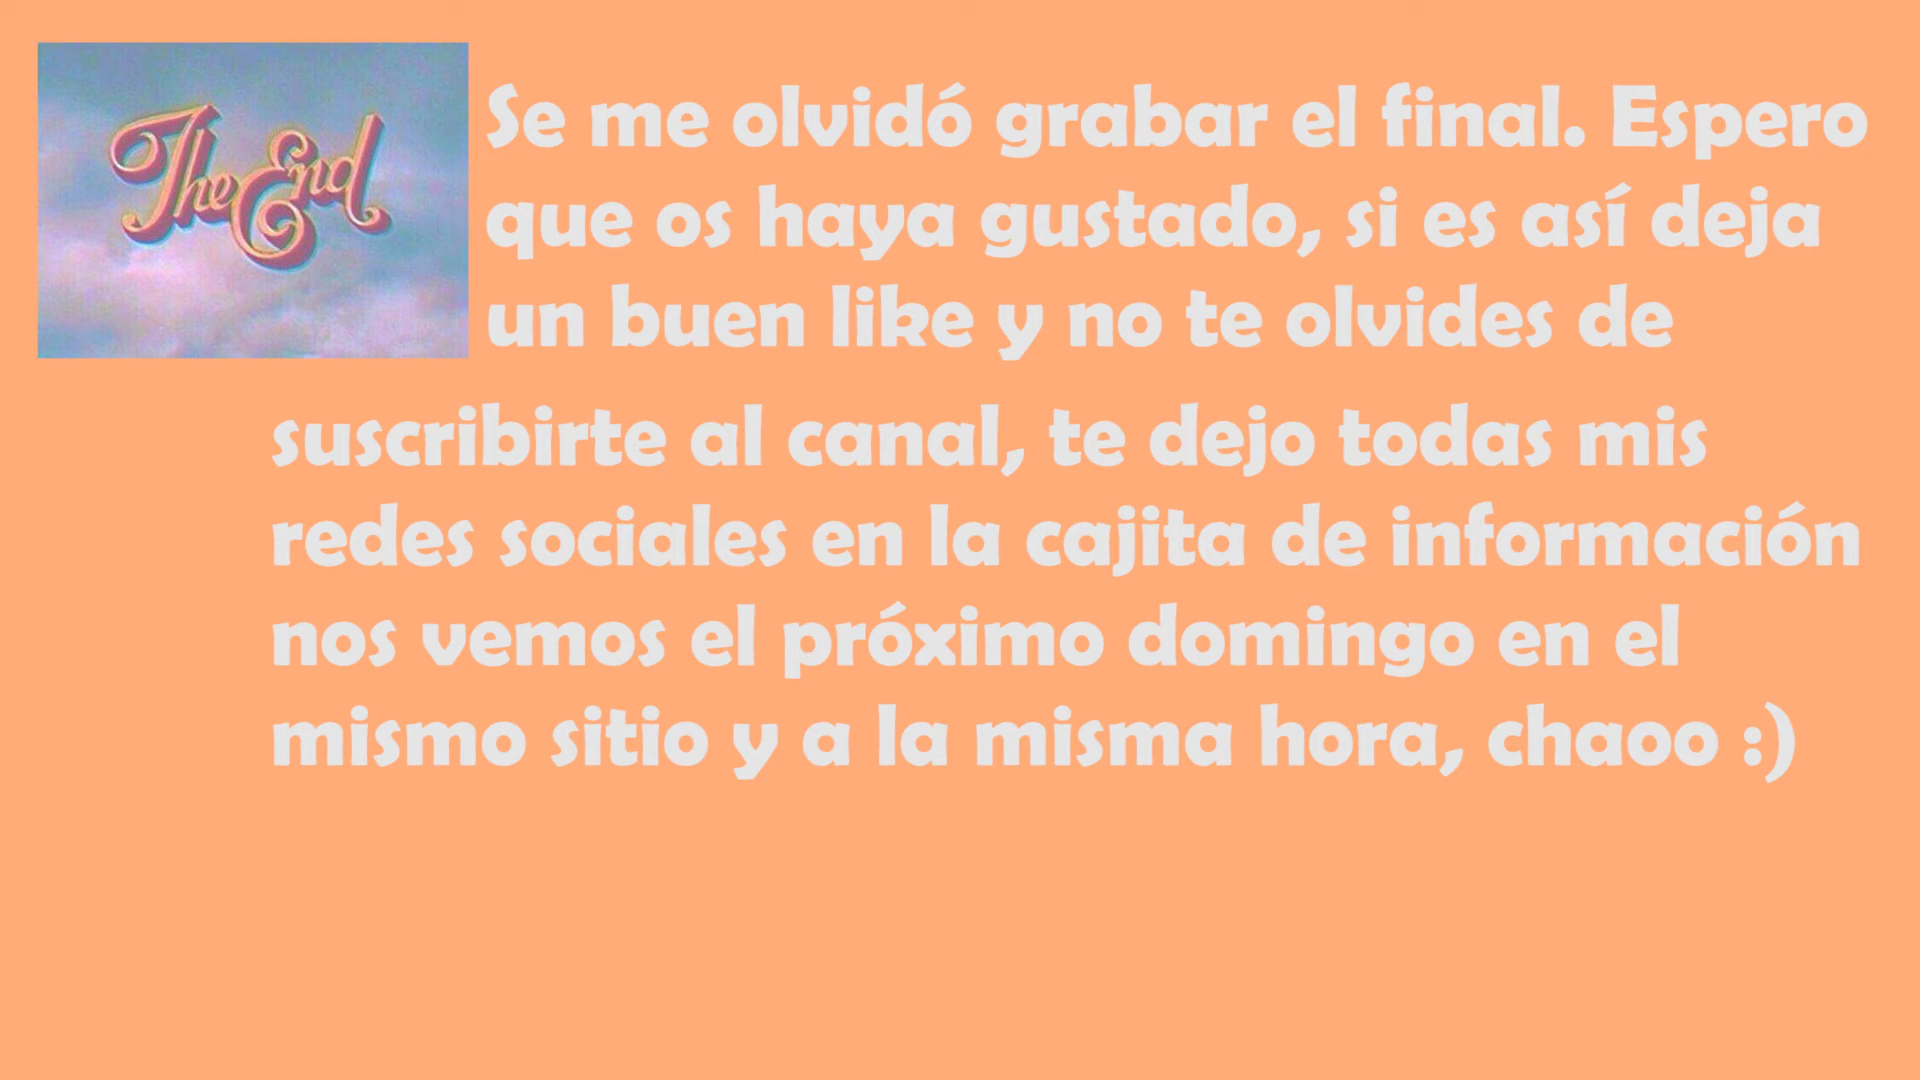 The End
Se me olvidó grabar el final. Espero
que os haya gustado, si es así deja
un buen like y no te olvides de
suscribirte al canal, te dejo todas mis
redes sociales en la cajita de información
nos vemos el próximo domingo en el
mismo sitio y a la misma hora, chaoo :)